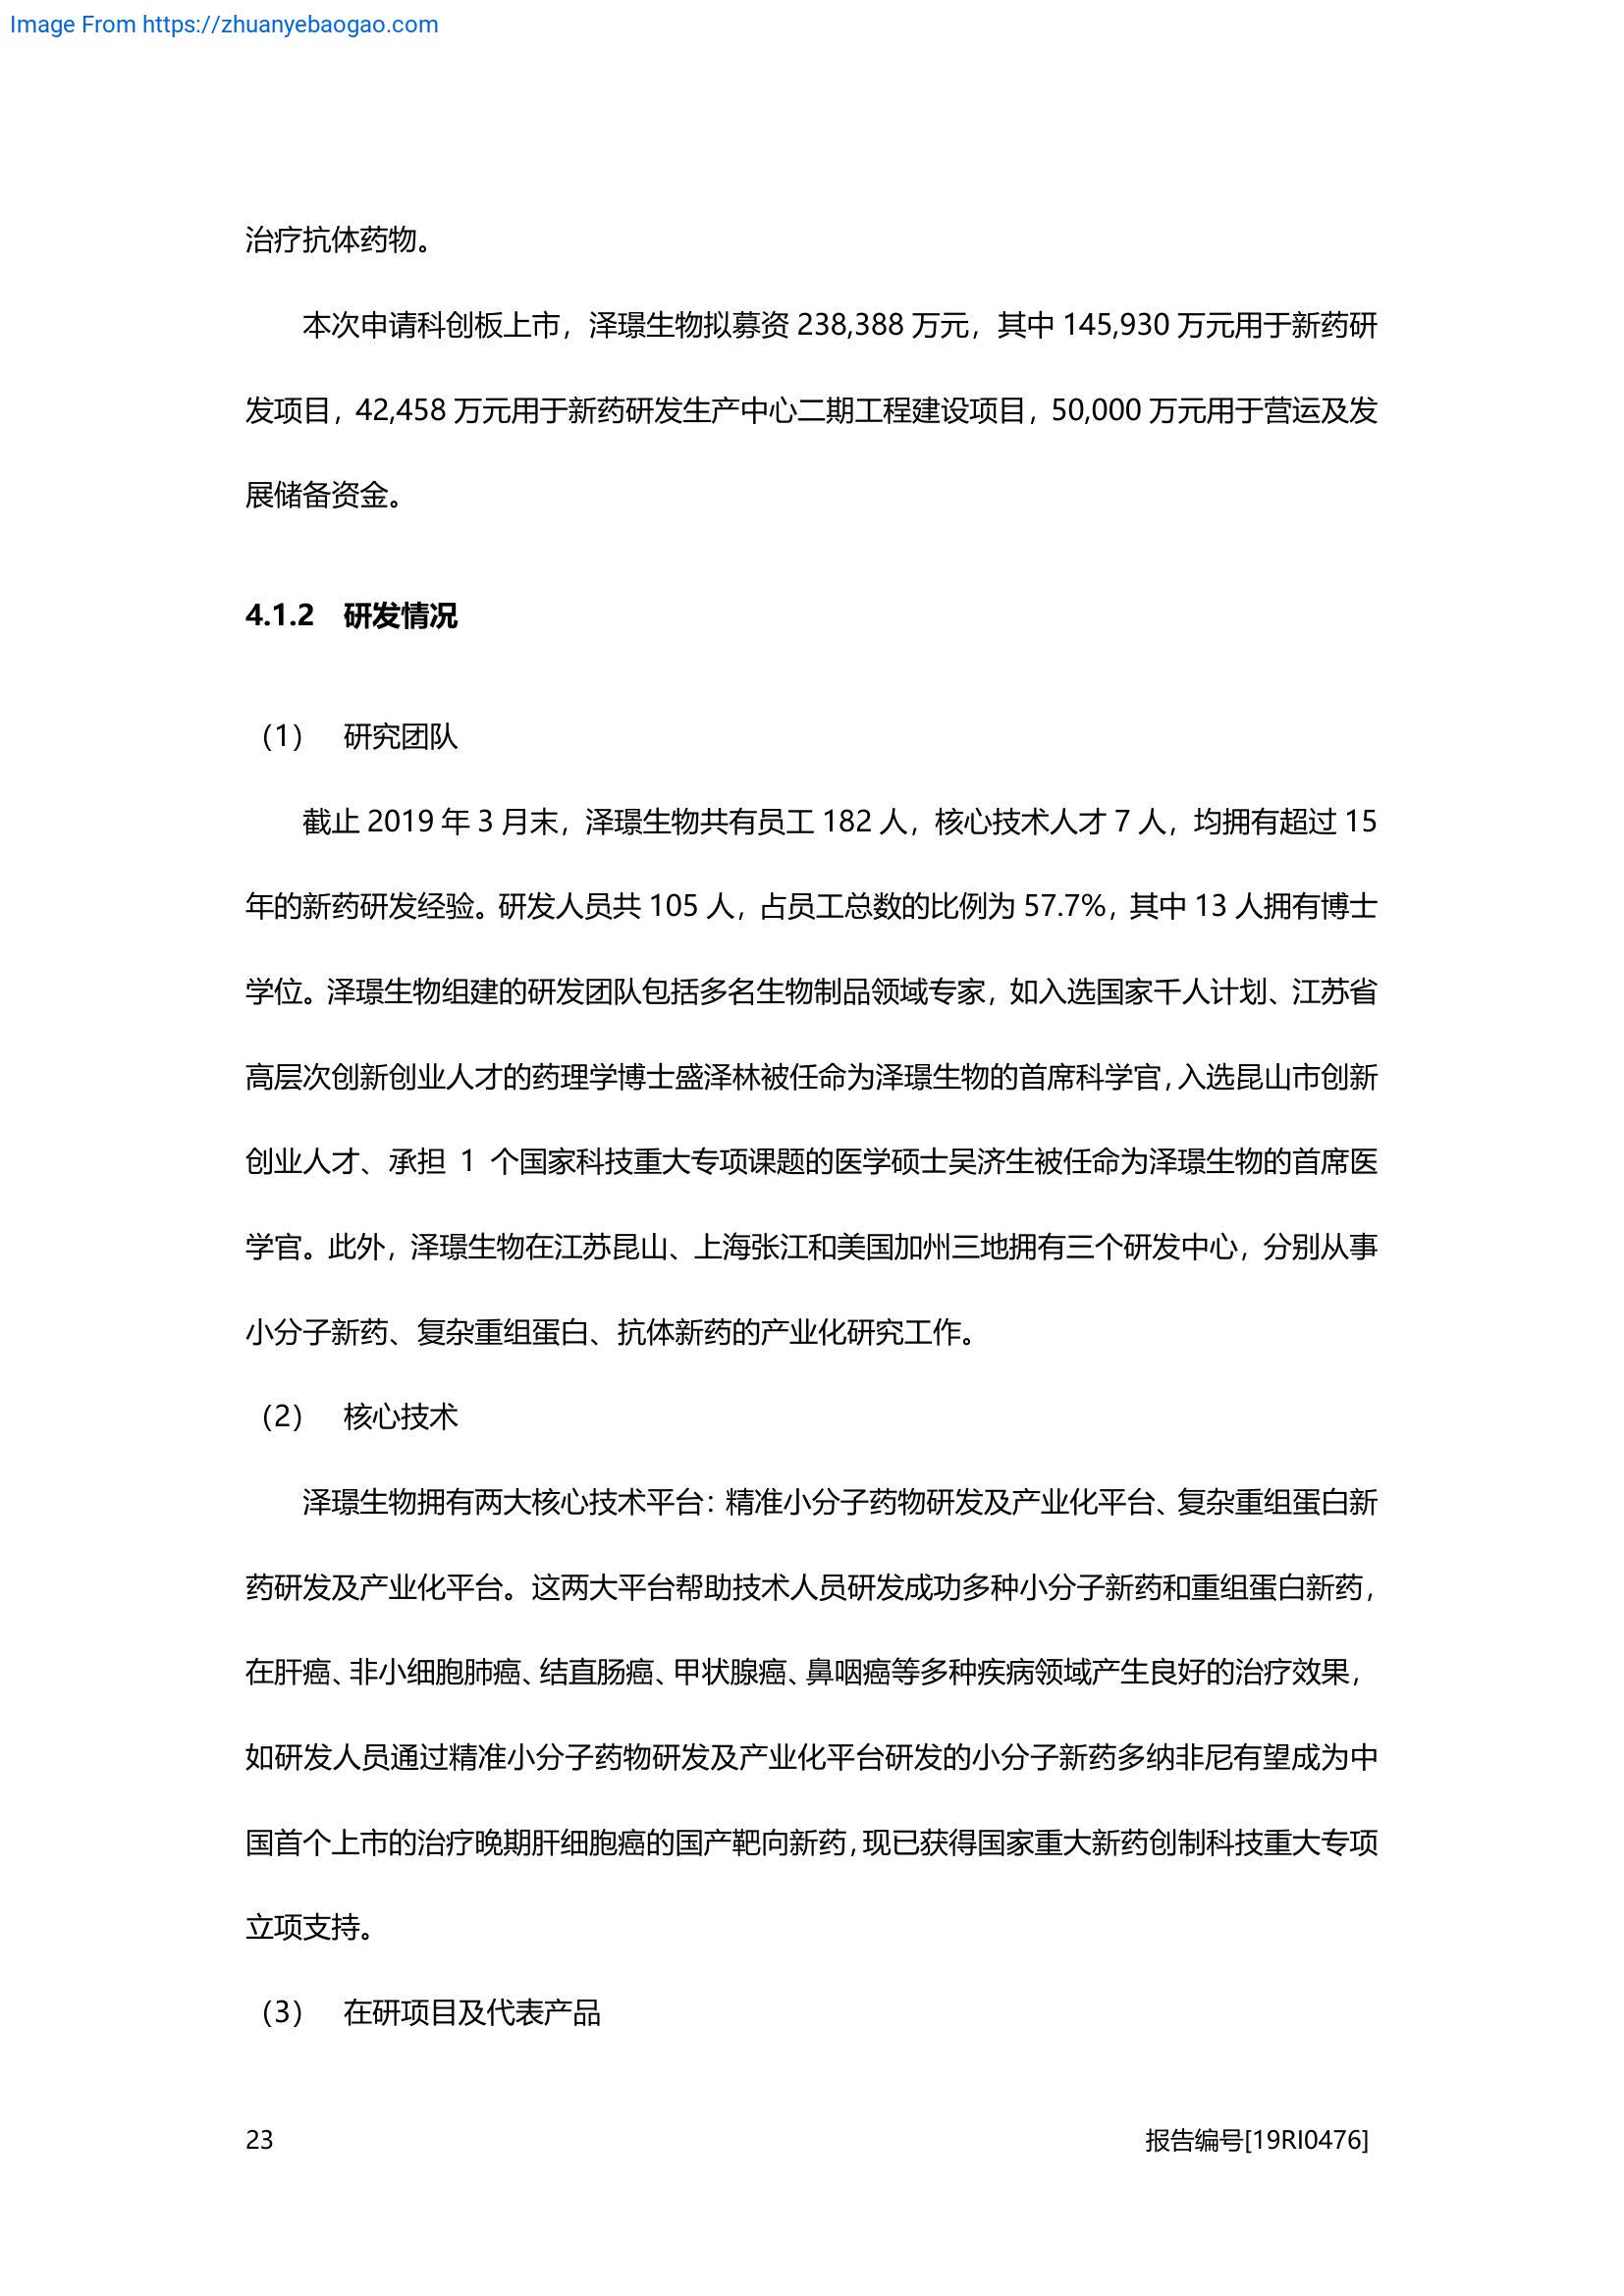 Image From https://zhuanyebaogao.com
治疗抗体药物。
本次申请科创板上市，泽璟生物拟募资 238,388 万元，其中 145,930 万元用于新药研
发项目，42,458 万元用于新药研发生产中心二期工程建设项目，50,000 万元用于营运及发
展储备资金。
4.1.2 研发情况
（1） 研究团队
截止 2019 年 3 月末，泽璟生物共有员工 182 人，核心技术人才 7 人，均拥有超过 15
年的新药研发经验。研发人员共 105 人，占员工总数的比例为 57.7%，其中 13 人拥有博士
学位。泽璟生物组建的研发团队包括多名生物制品领域专家，如入选国家千人计划、江苏省
高层次创新创业人才的药理学博士盛泽林被任命为泽璟生物的首席科学官，入选昆山市创新
创业人才、承担 1 个国家科技重大专项课题的医学硕士吴济生被任命为泽璟生物的首席医
学官。此外，泽璟生物在江苏昆山、上海张江和美国加州三地拥有三个研发中心，分别从事
小分子新药、复杂重组蛋白、抗体新药的产业化研究工作。
（2） 核心技术
泽璟生物拥有两大核心技术平台：精准小分子药物研发及产业化平台、复杂重组蛋白新
药研发及产业化平台。这两大平台帮助技术人员研发成功多种小分子新药和重组蛋白新药，
在肝癌、非小细胞肺癌、结直肠癌、甲状腺癌、鼻咽癌等多种疾病领域产生良好的治疗效果，
如研发人员通过精准小分子药物研发及产业化平台研发的小分子新药多纳非尼有望成为中
国首个上市的治疗晚期肝细胞癌的国产靶向新药，现已获得国家重大新药创制科技重大专项
立项支持。
（3） 在研项目及代表产品
23 报告编号[19RI0476]